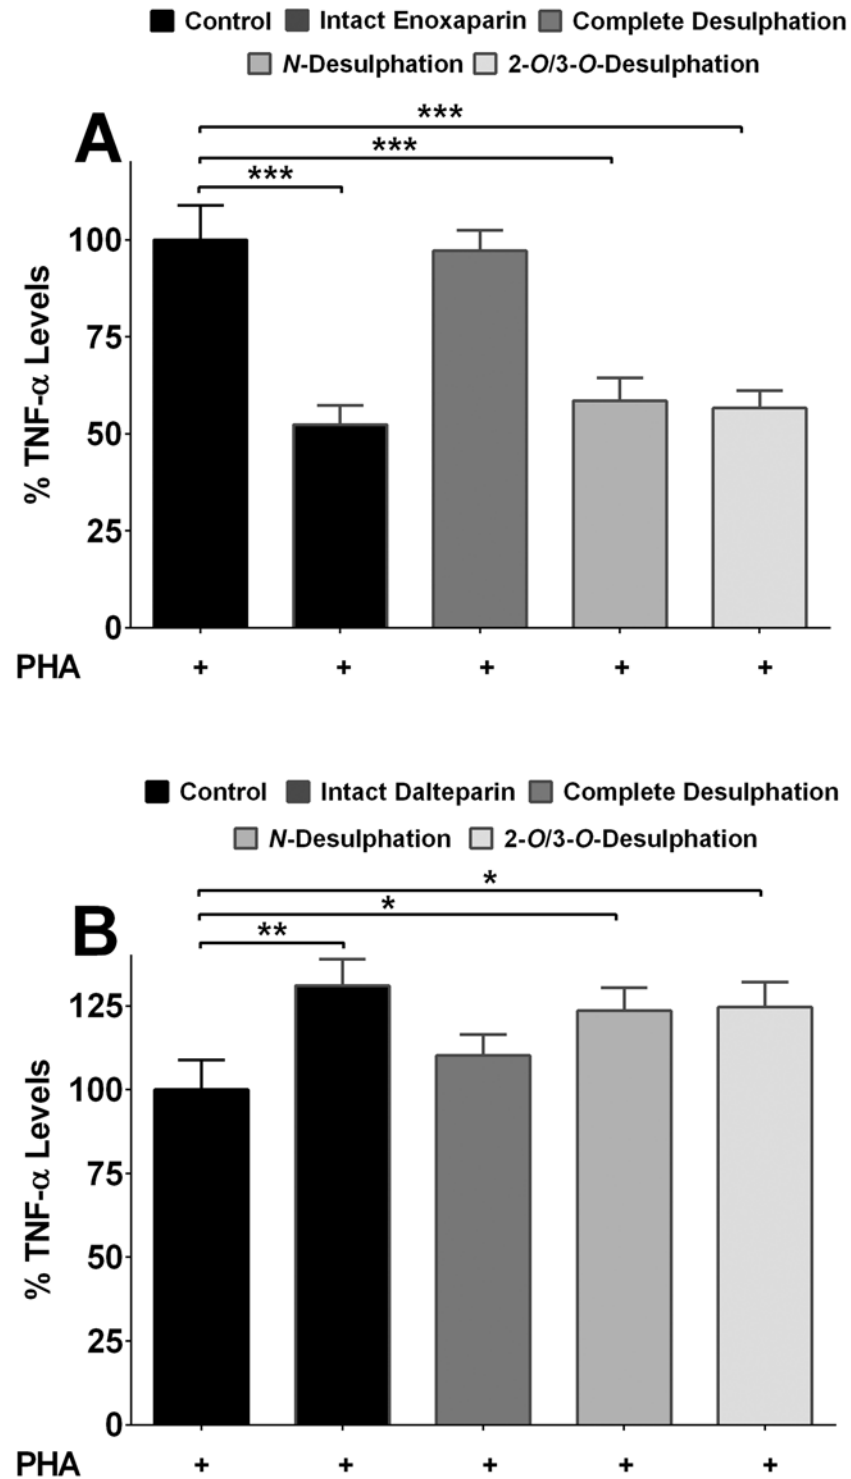 Control Intact Enoxaparin Complete Desulphation
N-Desulphation 2-O/3-O-Desulphation
***
A
***
***
100
75
50
25
0
% TNF-α Levels
PHA + + + + +
Control Intact Dalteparin Complete Desulphation
N-Desulphation 2-O/3-O-Desulphation
*
*
B
**
125
100
75
50
25
0
% TNF-α Levels
PHA + + + + +